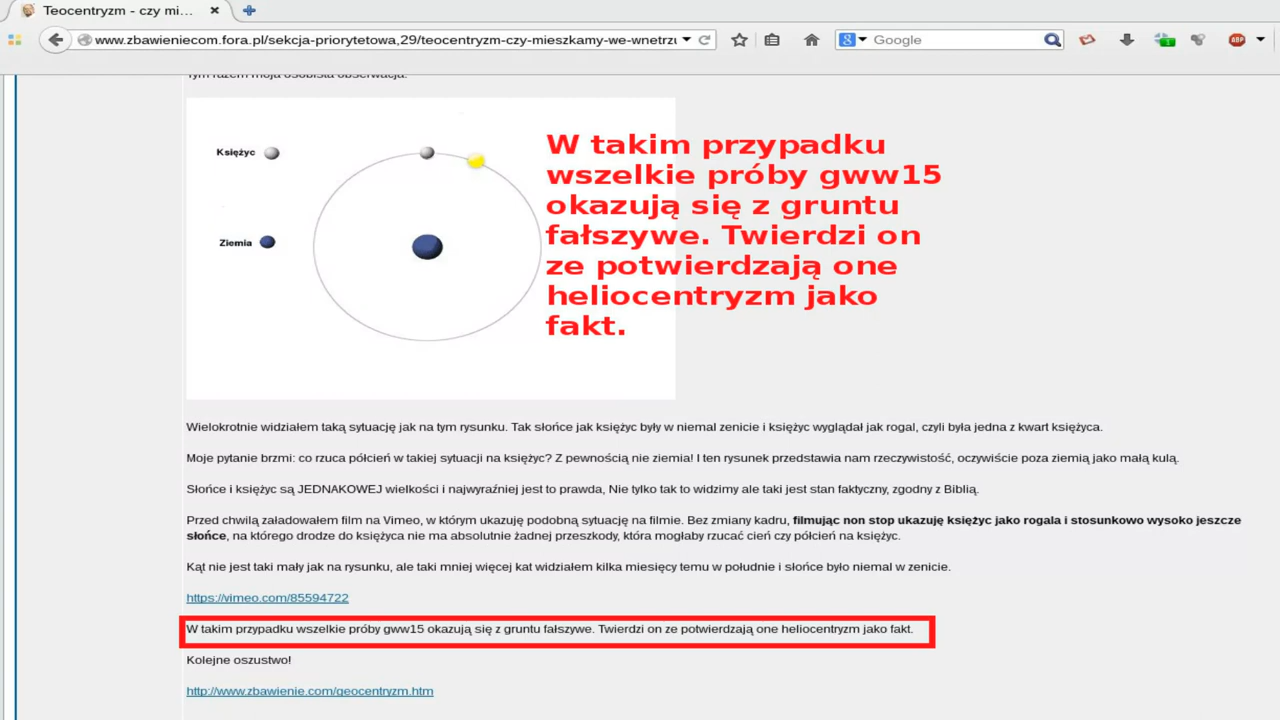 Teocentryzm - czy mi...
www.zbawieniecom.fora.pl/sekcja-priorytetowa,29/teocentryzm-czy-mieszkamy-we-wnetrzu
Google
ABP
Tym razem moja osobista obserwacja.
Księżyc
Ziemia
W takim przypadku
wszelkie próby gww15
okazują się z gruntu
fałszywe. Twierdzi on
ze potwierdzają one
heliocentryzm jako
fakt.
Wielokrotnie widziałem taką sytuację jak na tym rysunku. Tak słońce jak księżyc były w niemal zenicie i księżyc wyglądał jak rogal, czyli była jedna z kwart księżyca.
Moje pytanie brzmi: co rzuca półcień w takiej sytuacji na księżyc? Z pewnością nie ziemia! I ten rysunek przedstawia nam rzeczywistość, oczywiście poza ziemią jako małą kulą.
Słońce i księżyc są JEDNAKOWEJ wielkości i najwyraźniej jest to prawda, Nie tylko tak to widzimy ale taki jest stan faktyczny, zgodny z Biblią.
Przed chwilą załadowałem film na Vimeo, w którym ukazuję podobną sytuację na filmie. Bez zmiany kadru, filmując non stop ukazuję księżyc jako rogala i stosunkowo wysoko jeszcze
słońce, na którego drodze do księżyca nie ma absolutnie żadnej przeszkody, która mogłaby rzucać cień czy półcień na księżyc.
Kąt nie jest taki mały jak na rysunku, ale taki mniej więcej kat widziałem kilka miesięcy temu w południe i słońce było niemal w zenicie.
https://vimeo.com/85594722
W takim przypadku wszelkie próby gww15 okazują się z gruntu fałszywe. Twierdzi on ze potwierdzają one heliocentryzm jako fakt.
Kolejne oszustwo!
http://www.zbawienie.com/geocentryzm.htm